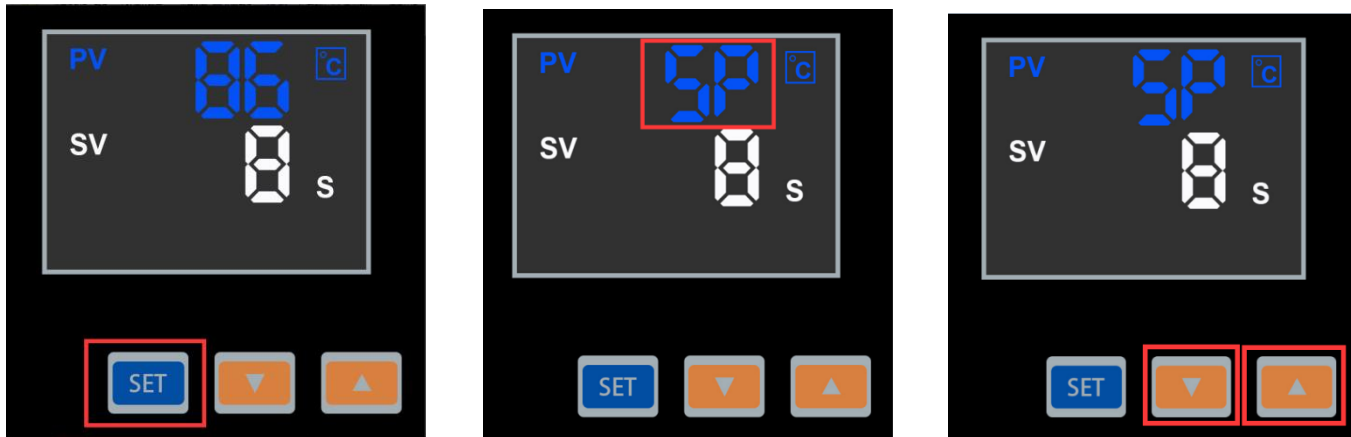 PV 86 °C
SV 8 S
SET ▼ ▲
PV SP °C
SV 8 S
SET ▼ ▲
PV SP °C
SV 8 S
SET ▼ ▲